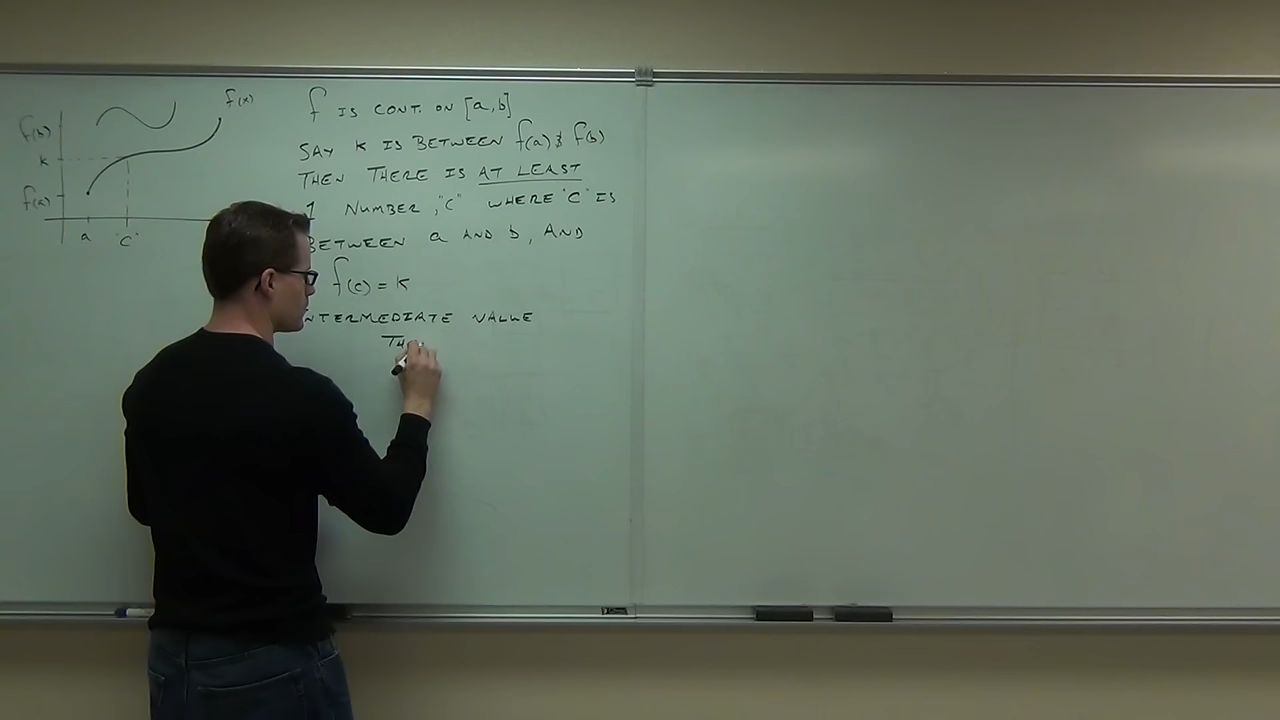 f(x)
f(b)
k
f(a)
a "c"
f IS CONT. ON [a,b]
SAY K IS BETWEEN f(a) & f(b)
THEN THERE IS AT LEAST
1 NUMBER, "C" WHERE "C" IS
BETWEEN a AND b, AND
f(c) = K
NTERMEDIATE VALUE
TH